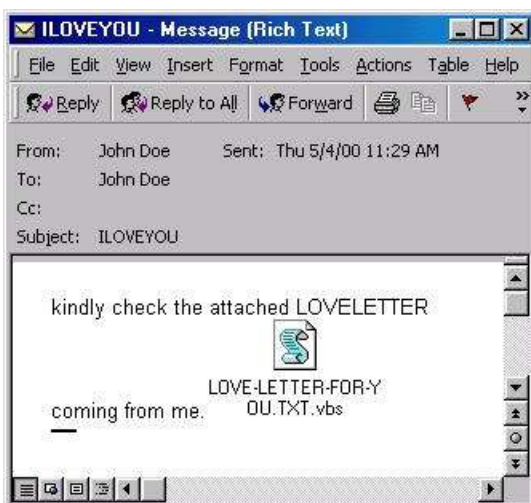 ILOVEYOU - Message (Rich Text)
File Edit View Insert Format Tools Actions Table Help
Reply Reply to All Forward
From: John Doe Sent: Thu 5/4/00 11:29 AM
To: John Doe
Cc:
Subject: ILOVEYOU
kindly check the attached LOVELETTER
LOVE-LETTER-FOR-Y
OU.TXT.vbs
coming from me.